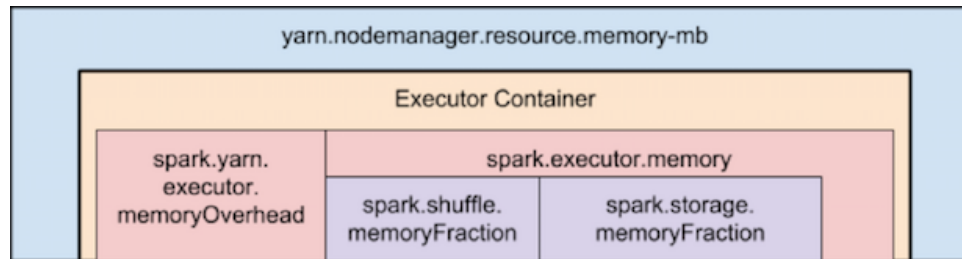 yarn.nodemanager.resource.memory-mb
Executor Container
spark.yarn.
executor.
memoryOverhead
spark.executor.memory
spark.shuffle.
memoryFraction
spark.storage.
memoryFraction